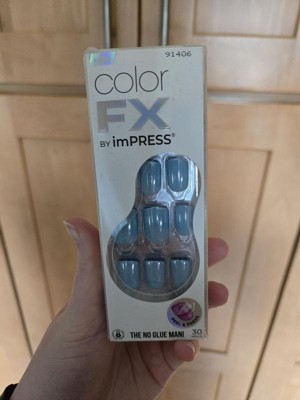 91406
color
FX
BY imPRESS®
THE NO GLUE MANI
30